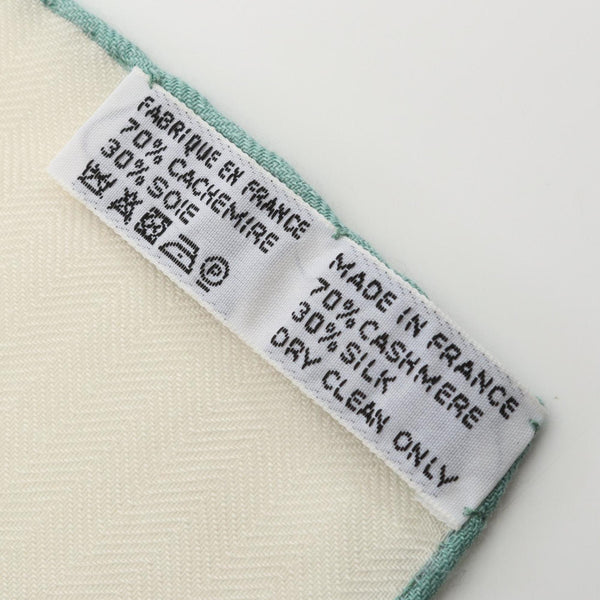 FABRIQUE EN FRANCE
70% CACHEMIRE
30% SOIE
P
MADE IN FRANCE
70% CASHMERE
30% SILK
DRY CLEAN ONLY